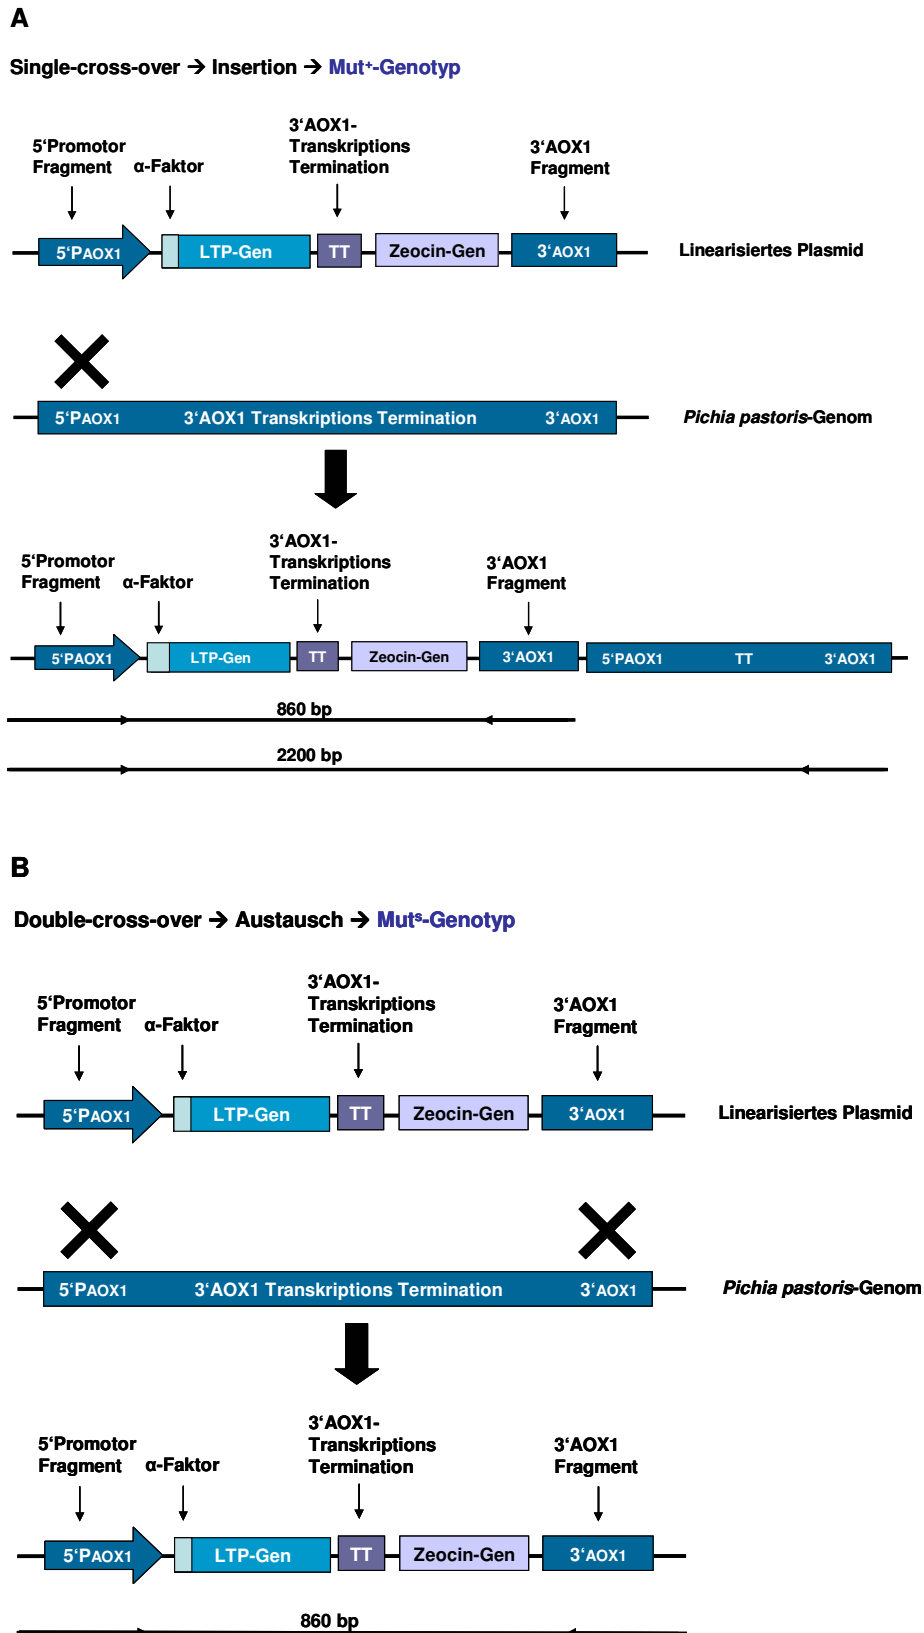 A
Single-cross-over → Insertion → Mut+-Genotyp
3‘AOX1-
Transkriptions
Termination
5‘Promotor
Fragment
α-Faktor
3‘AOX1
Fragment
5‘PAOX1
LTP-Gen
TT
Zeocin-Gen
3‘AOX1
Linearisiertes Plasmid
5‘PAOX1
3‘AOX1 Transkriptions Termination
3‘AOX1
Pichia pastoris-Genom
3‘AOX1-
Transkriptions
Termination
5‘Promotor
Fragment
α-Faktor
3‘AOX1
Fragment
5‘PAOX1
LTP-Gen
TT
Zeocin-Gen
3‘AOX1
5‘PAOX1
TT
3‘AOX1
860 bp
2200 bp
B
Double-cross-over → Austausch → Muts-Genotyp
3‘AOX1-
Transkriptions
Termination
5‘Promotor
Fragment
α-Faktor
3‘AOX1
Fragment
5‘PAOX1
LTP-Gen
TT
Zeocin-Gen
3‘AOX1
Linearisiertes Plasmid
5‘PAOX1
3‘AOX1 Transkriptions Termination
3‘AOX1
Pichia pastoris-Genom
3‘AOX1-
Transkriptions
Termination
5‘Promotor
Fragment
α-Faktor
3‘AOX1
Fragment
5‘PAOX1
LTP-Gen
TT
Zeocin-Gen
3‘AOX1
860 bp